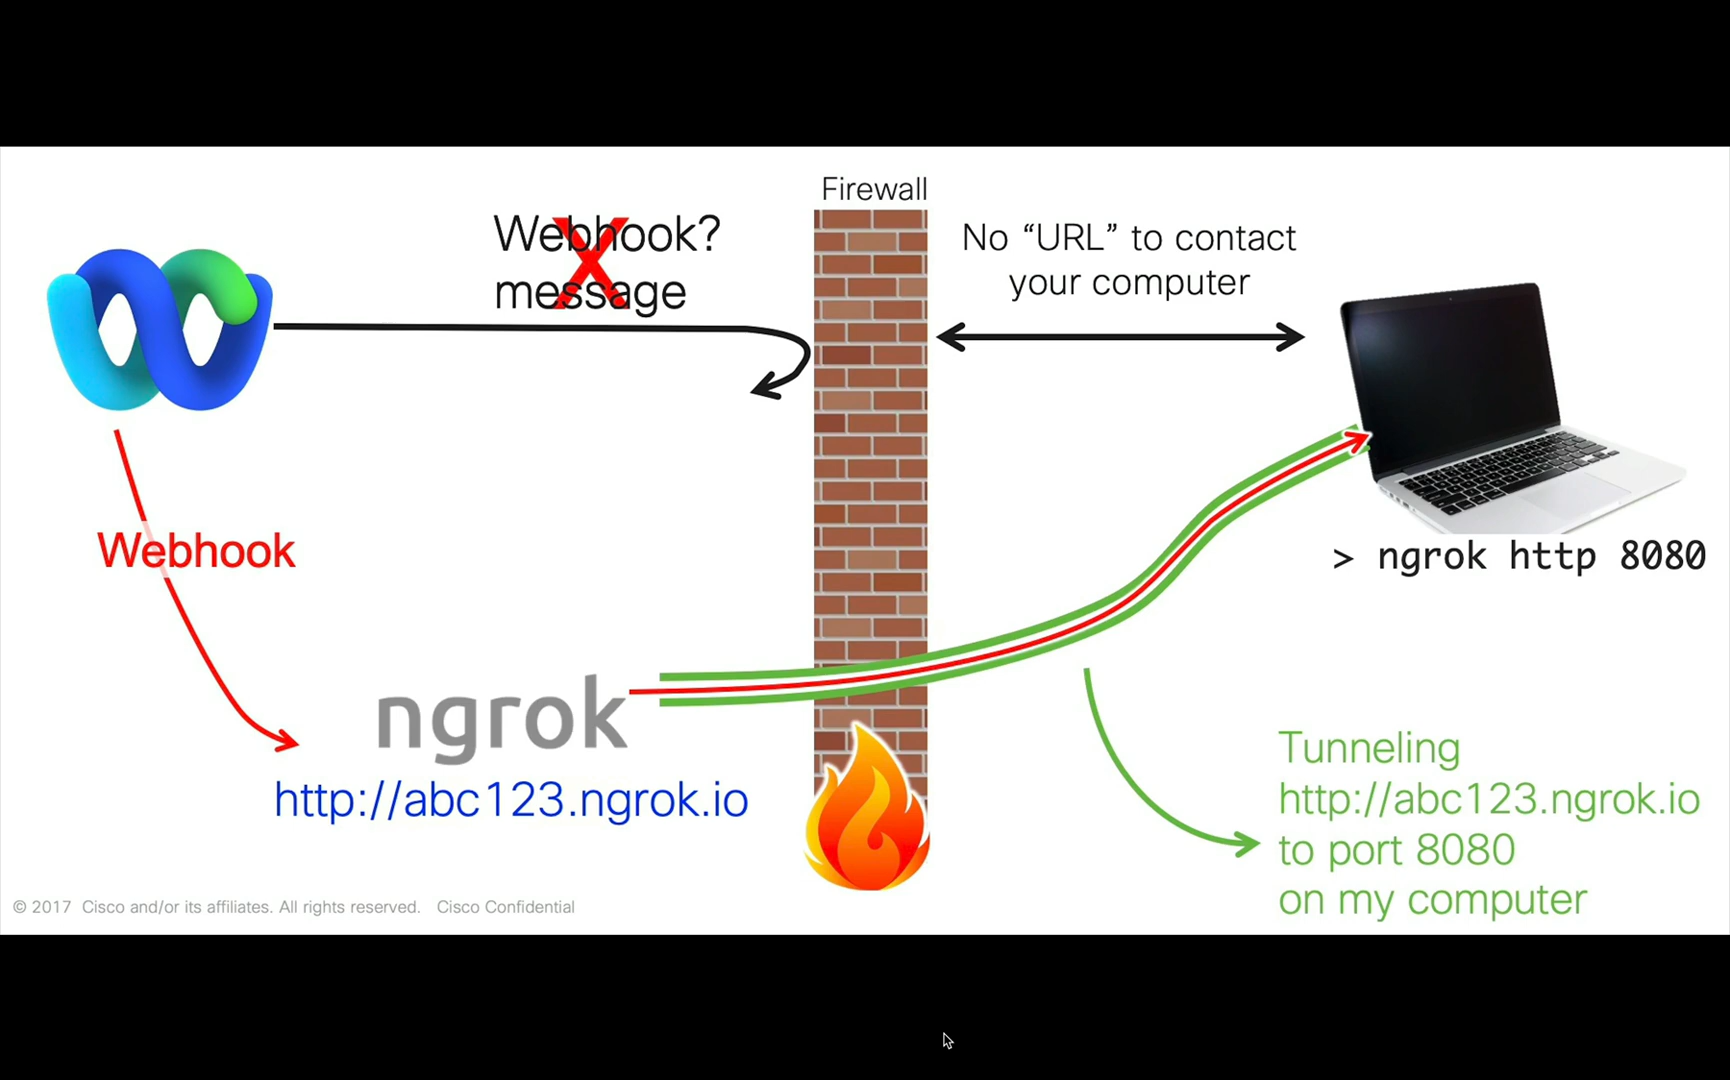 Firewall
Webhook?
message
X
No “URL” to contact
your computer
Webhook
> ngrok http 8080
ngrok
http://abc123.ngrok.io
Tunneling
http://abc123.ngrok.io
to port 8080
on my computer
© 2017 Cisco and/or its affiliates. All rights reserved. Cisco Confidential